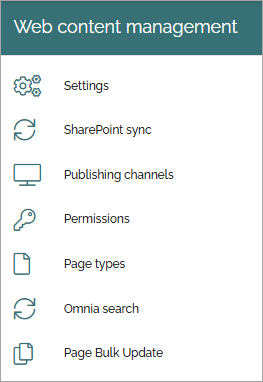 Web content management
Settings
SharePoint sync
Publishing channels
Permissions
Page types
Omnia search
Page Bulk Update